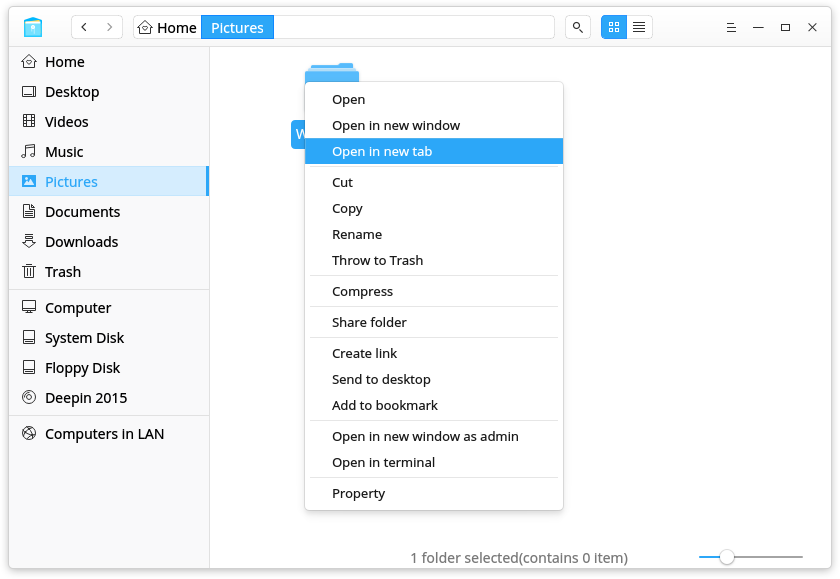 Home Pictures
Home
Desktop
Videos
Music
Pictures
Documents
Downloads
Trash
Computer
System Disk
Floppy Disk
Deepin 2015
Computers in LAN
Open
Open in new window
Open in new tab
Cut
Copy
Rename
Throw to Trash
Compress
Share folder
Create link
Send to desktop
Add to bookmark
Open in new window as admin
Open in terminal
Property
1 folder selected(contains 0 item)